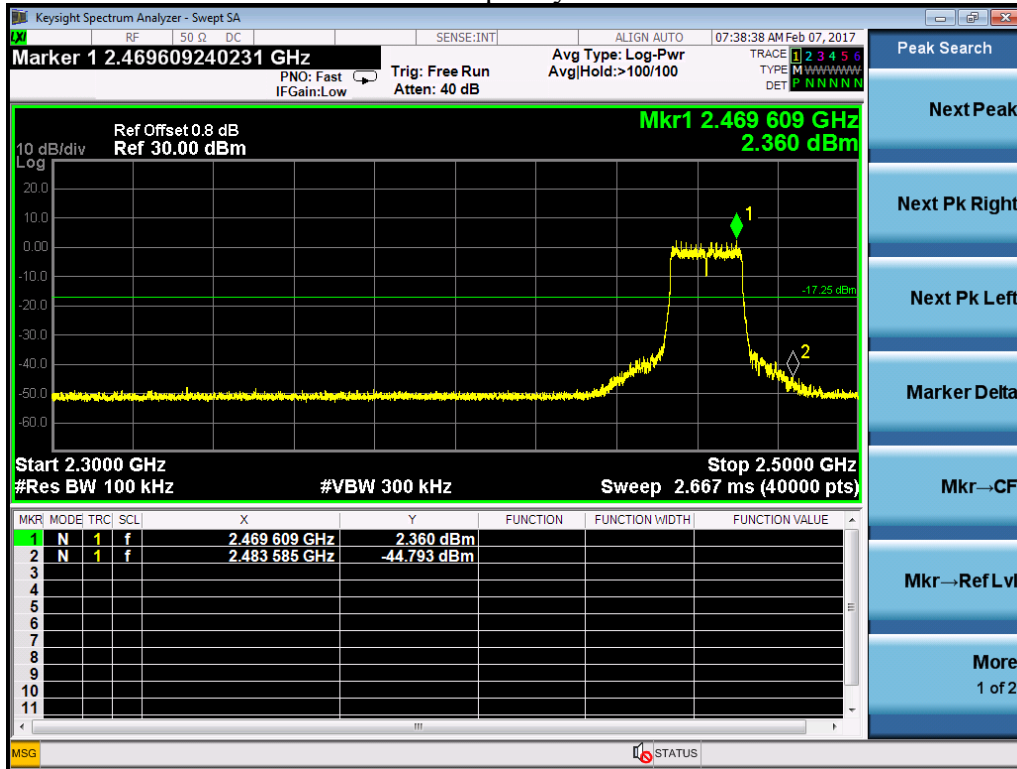 Keysight Spectrum Analyzer - Swept SA
LXI RF 50 Ω DC SENSE:INT ALIGN AUTO 07:38:38 AM Feb 07, 2017
Marker 1 2.469609240231 GHz
PNO: Fast
IFGain:Low
Trig: Free Run
Atten: 40 dB
Avg Type: Log-Pwr
Avg|Hold:>100/100
TRACE 1 2 3 4 5 6
TYPE M WWWWW
DET P N N N N N
Ref Offset 0.8 dB
10 dB/div Ref 30.00 dBm
Log
Mkr1 2.469 609 GHz
2.360 dBm
20.0
10.0
0.00
-10.0
-20.0
-30.0
-40.0
-50.0
-60.0
1
-17.25 dBm
2
Start 2.3000 GHz Stop 2.5000 GHz
#Res BW 100 kHz #VBW 300 kHz Sweep 2.667 ms (40000 pts)
MKR MODE TRC SCL X Y FUNCTION FUNCTION WIDTH FUNCTION VALUE
1 N 1 f 2.469 609 GHz 2.360 dBm
2 N 1 f 2.483 585 GHz -44.793 dBm
3
4
5
6
7
8
9
10
11
MSG STATUS
Peak Search
Next Peak
Next Pk Right
Next Pk Left
Marker Delta
Mkr→CF
Mkr→Ref Lvl
More
1 of 2